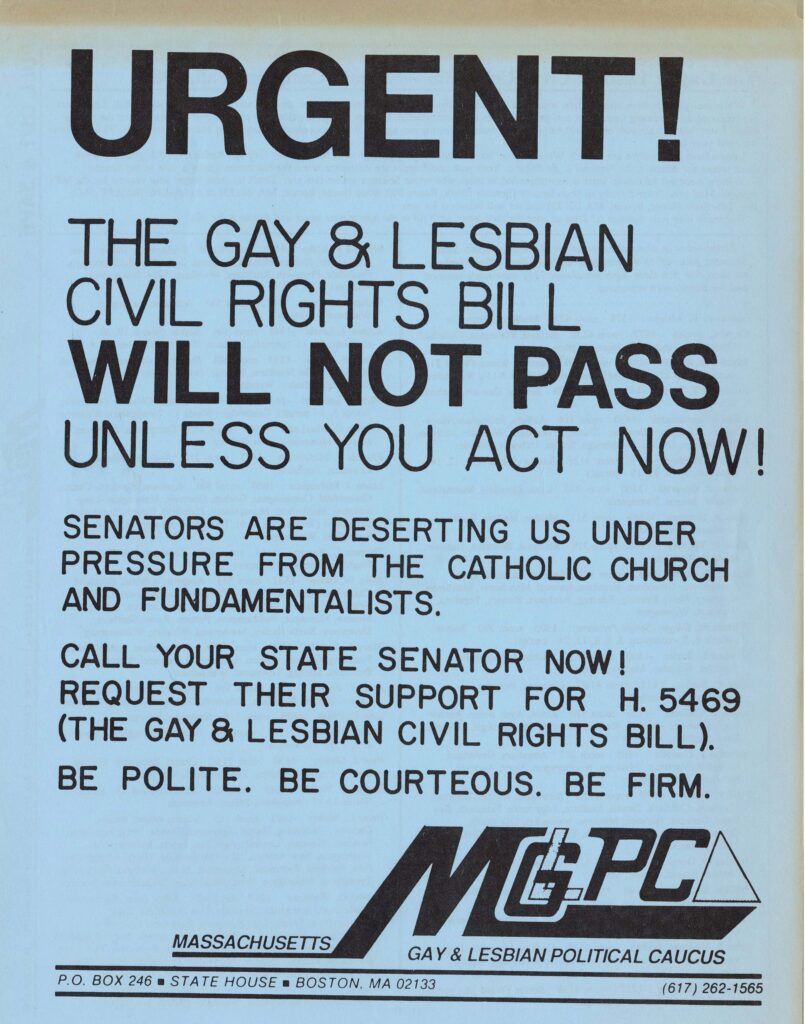 URGENT!
THE GAY & LESBIAN
CIVIL RIGHTS BILL
WILL NOT PASS
UNLESS YOU ACT NOW!
SENATORS ARE DESERTING US UNDER
PRESSURE FROM THE CATHOLIC CHURCH
AND FUNDAMENTALISTS.
CALL YOUR STATE SENATOR NOW!
REQUEST THEIR SUPPORT FOR H. 5469
(THE GAY & LESBIAN CIVIL RIGHTS BILL).
BE POLITE. BE COURTEOUS. BE FIRM.
MGLPC
MASSACHUSETTS
GAY & LESBIAN POLITICAL CAUCUS
P.O. BOX 246 ■ STATE HOUSE ■ BOSTON, MA 02133
(617) 262-1565